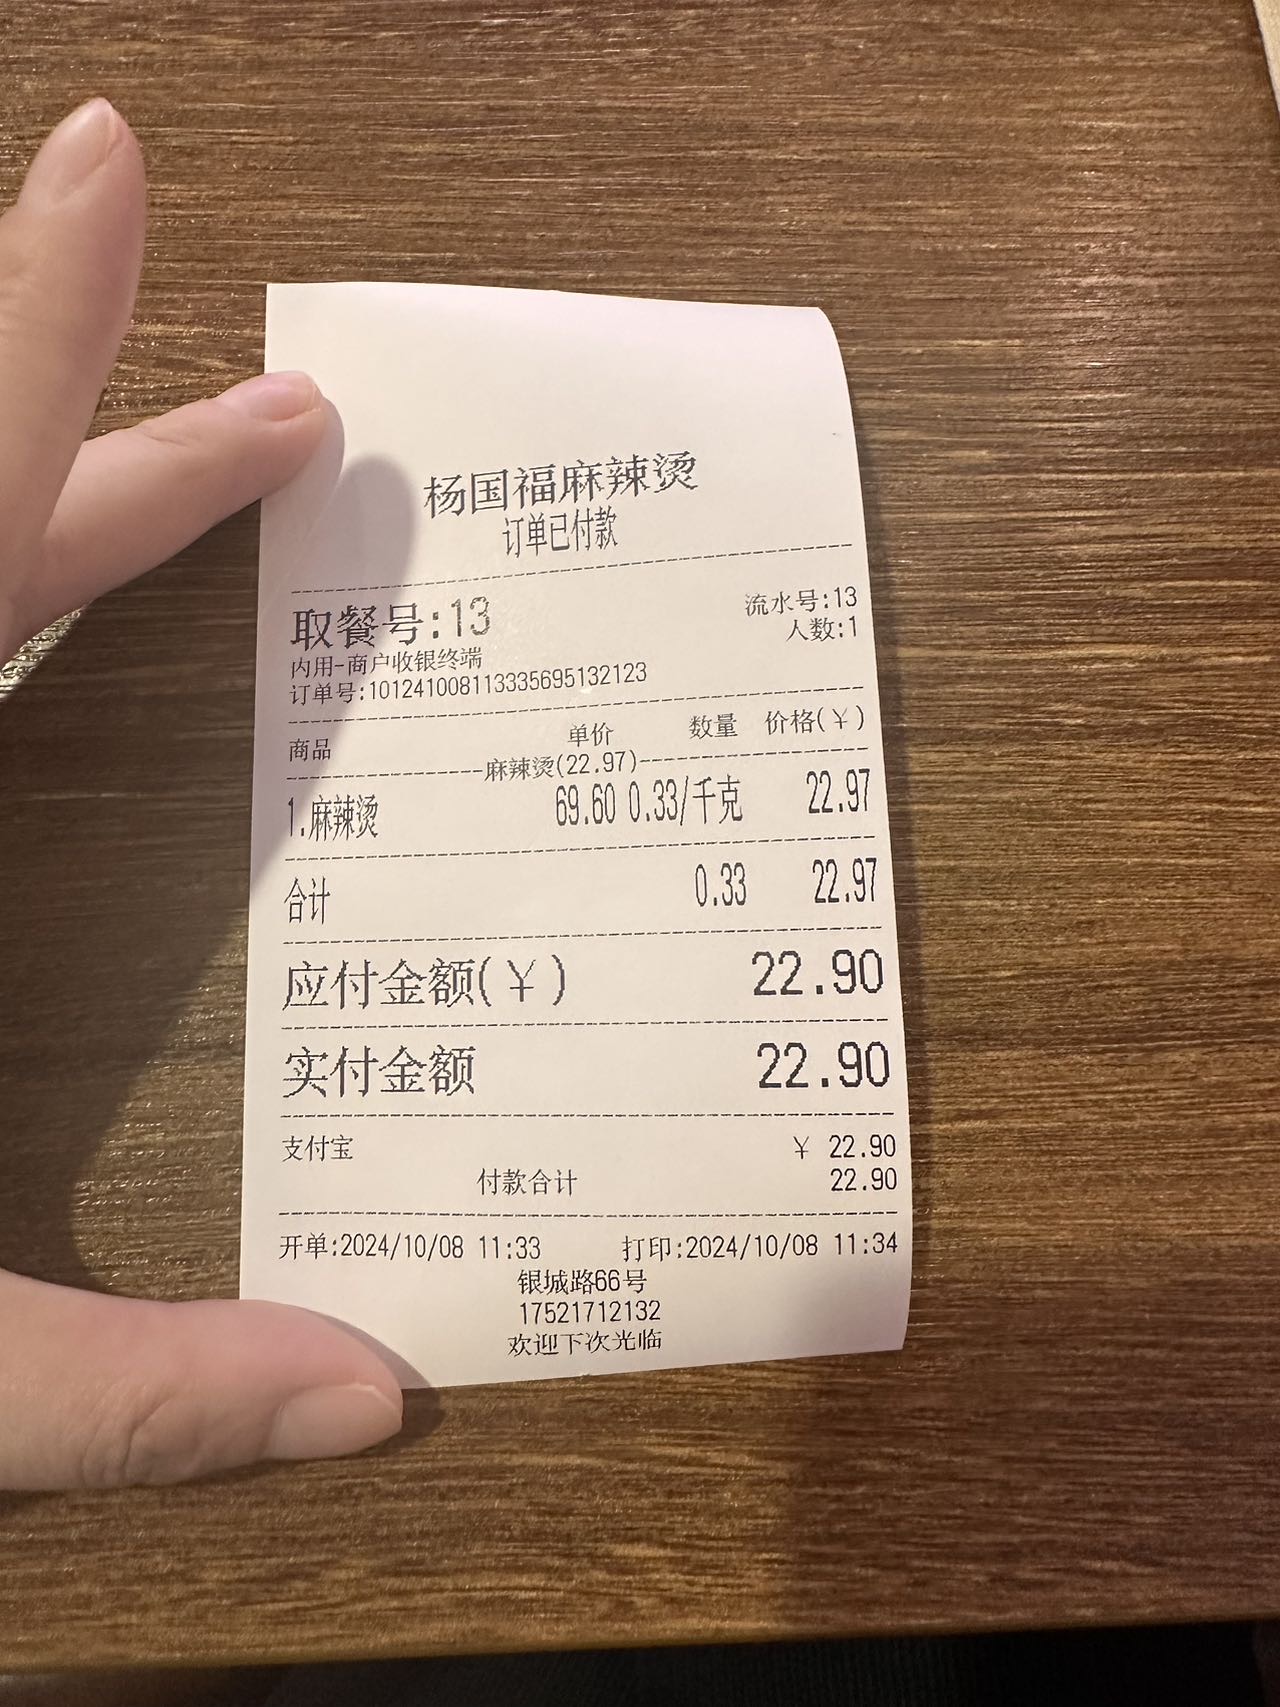 杨国福麻辣烫
订单已付款
取餐号:13 流水号:13
人数:1
内用-商户收银终端
订单号:101241008113335695132123
商品 单价 数量 价格(￥)
麻辣烫(22.97)
1.麻辣烫 69.60 0.33/千克 22.97
合计 0.33 22.97
应付金额(￥) 22.90
实付金额 22.90
支付宝 ￥ 22.90
付款合计 22.90
开单:2024/10/08 11:33 打印:2024/10/08 11:34
银城路66号
17521712132
欢迎下次光临